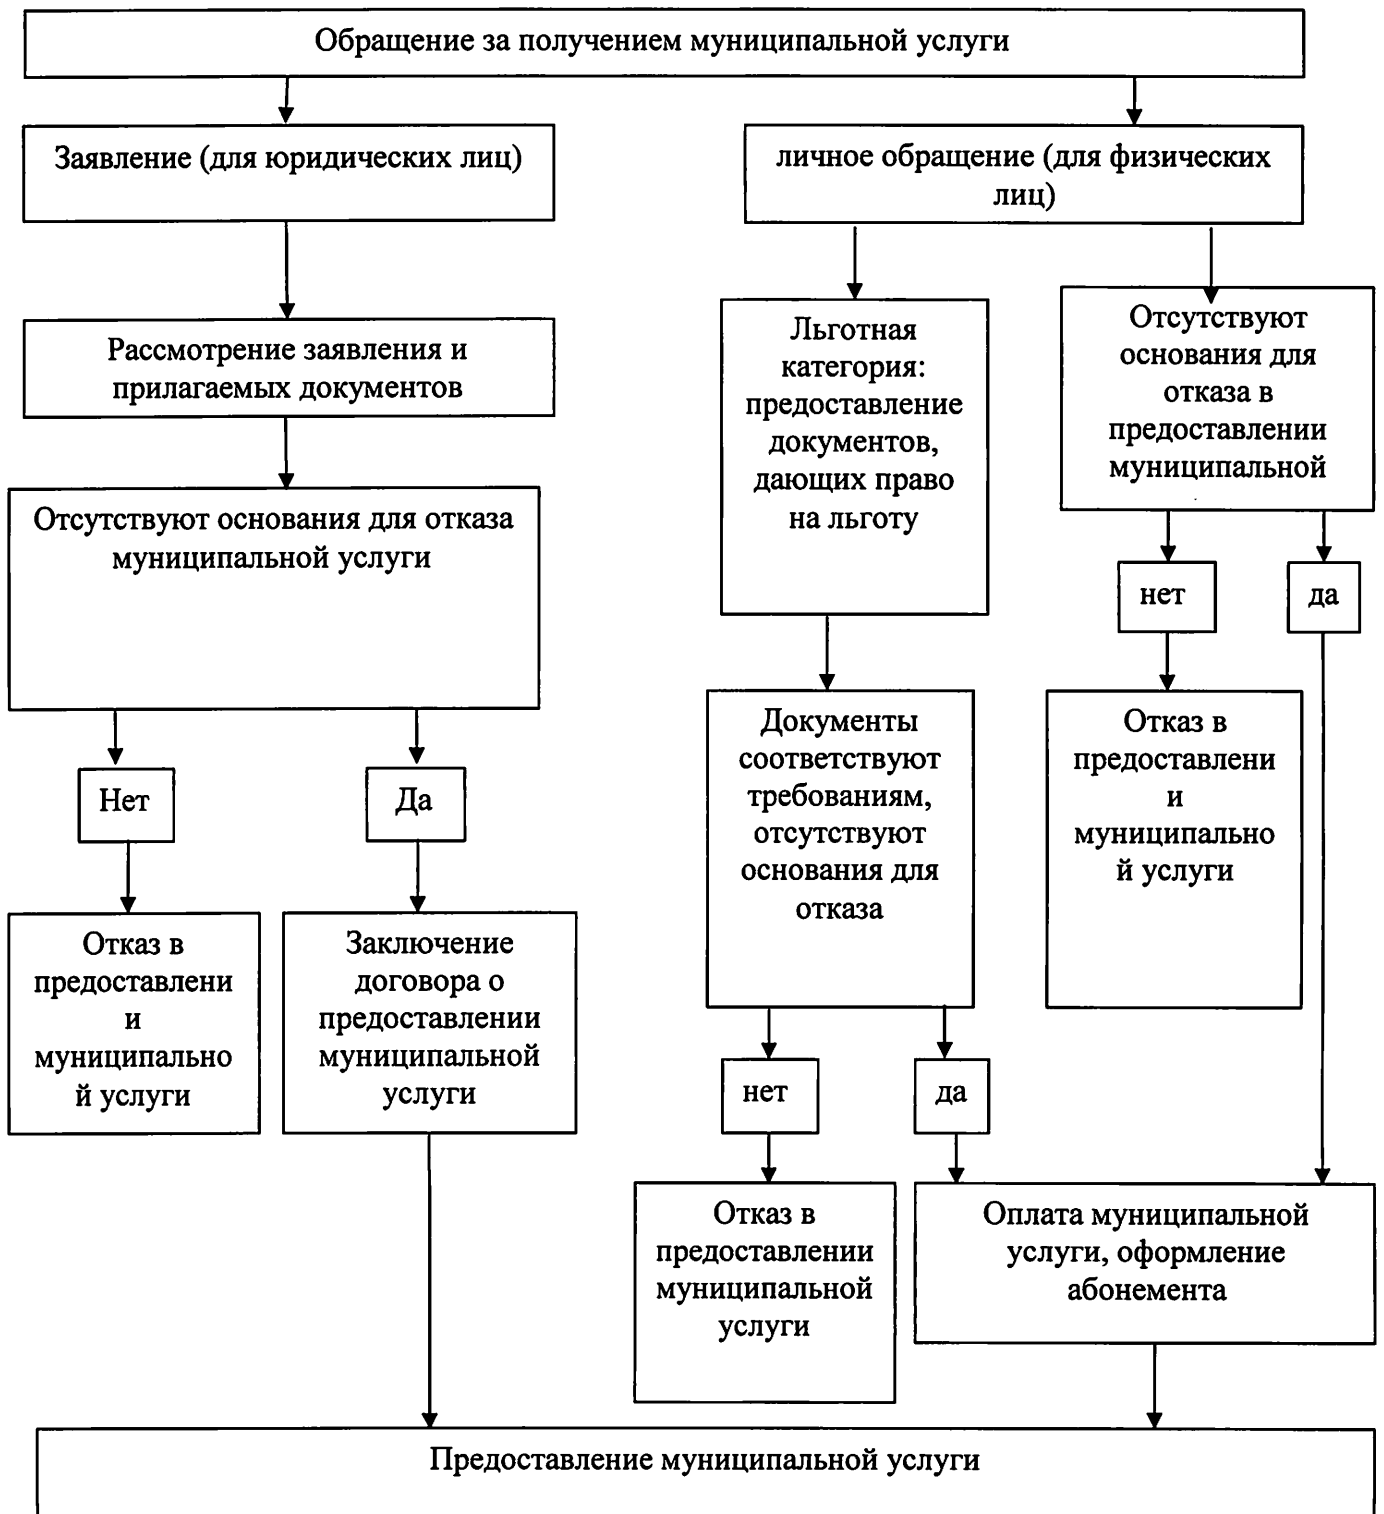 Обращение за получением муниципальной услуги
Заявление (для юридических лиц)
личное обращение (для физических
лиц)
Рассмотрение заявления и
прилагаемых документов
Льготная
категория:
предоставление
документов,
дающих право
на льготу
Отсутствуют
основания для
отказа в
предоставлении
муниципальной
Отсутствуют основания для отказа
муниципальной услуги
нет
да
Нет
Да
Документы
соответствуют
требованиям,
отсутствуют
основания для
отказа
Отказ в
предоставлени
и
муниципально
й услуги
Отказ в
предоставлени
и
муниципально
й услуги
Заключение
договора о
предоставлении
муниципальной
услуги
нет
да
Отказ в
предоставлении
муниципальной
услуги
Оплата муниципальной
услуги, оформление
абонемента
Предоставление муниципальной услуги